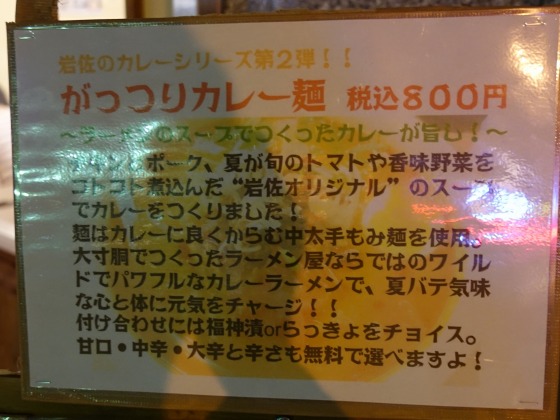 岩佐のカレーシリーズ第２弾！！
がっつりカレー麺 税込８００円
～ラーメンのスープでつくったカレーが旨し！～
ポーク、夏が旬のトマトや香味野菜を
コトコト煮込んだ“岩佐オリジナル”のスープ
でカレーをつくりました！
麺はカレーに良くからむ中太手もみ麺を使用。
大寸胴でつくったラーメン屋ならではのワイル
ドでパワフルなカレーラーメンで、夏バテ気味
な心と体に元気をチャージ！！
付け合わせには福神漬orらっきょをチョイス。
甘口・中辛・大辛と辛さも無料で選べますよ！